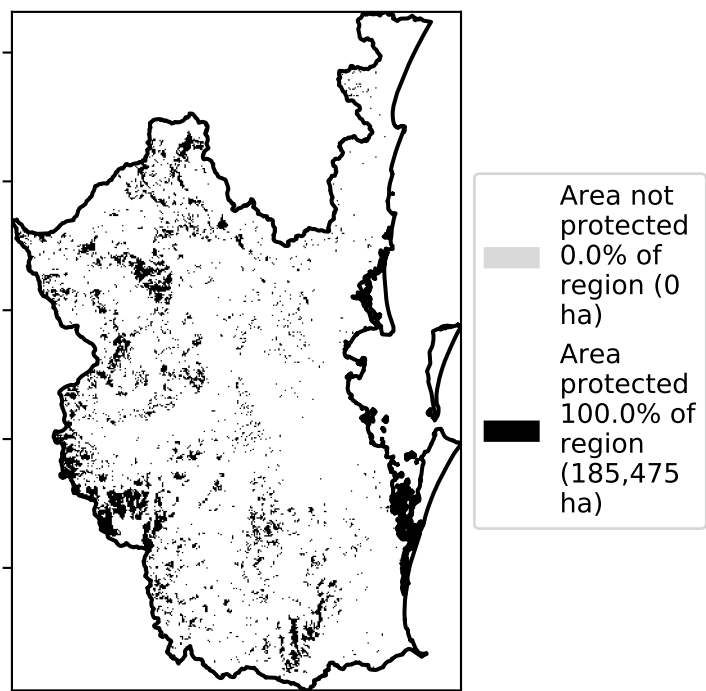 Area not
protected
0.0% of
region (0
ha)
Area
protected
100.0% of
region
(185,475
ha)